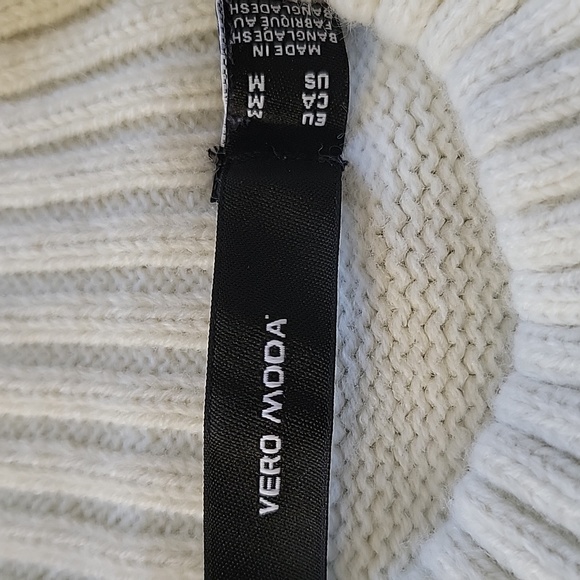 VERO MODA
EU M
CA M
US M
MADE IN
BANGLADESH
FABRIQUE AU
BANGLADESH